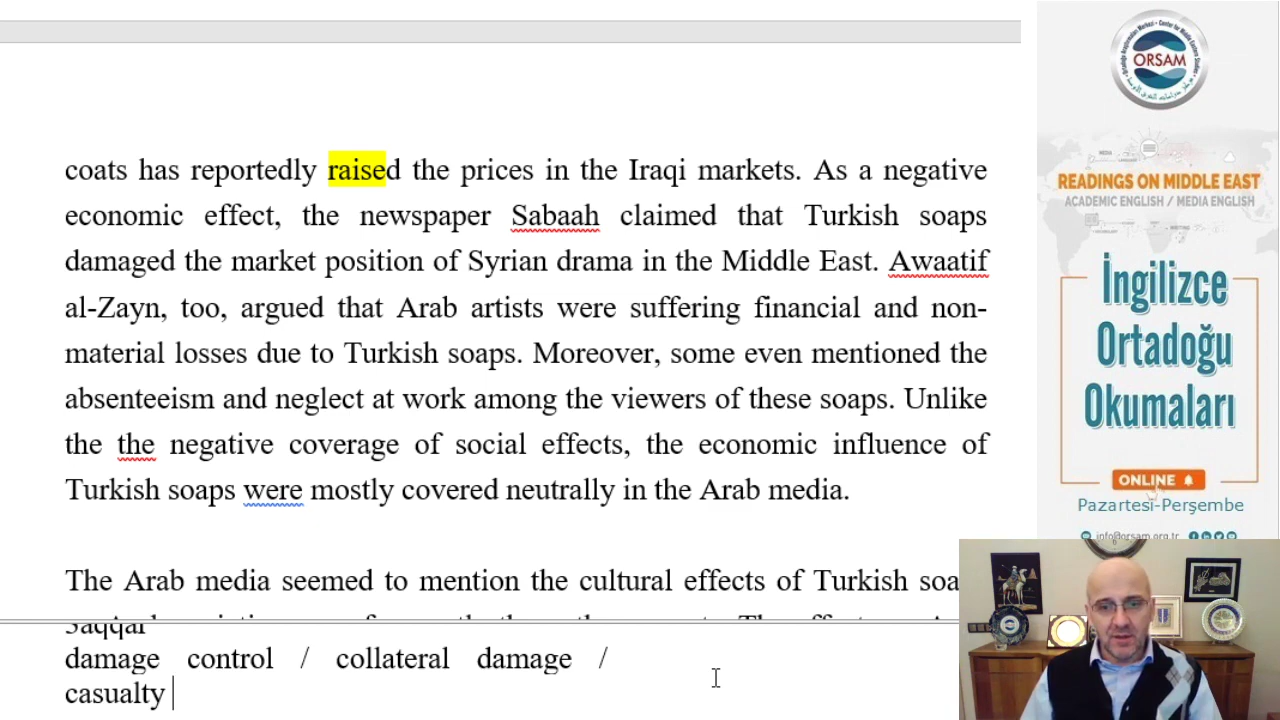 coats has reportedly raised the prices in the Iraqi markets. As a negative
economic effect, the newspaper Sabaah claimed that Turkish soaps
damaged the market position of Syrian drama in the Middle East. Awaatif
al-Zayn, too, argued that Arab artists were suffering financial and non-
material losses due to Turkish soaps. Moreover, some even mentioned the
absenteeism and neglect at work among the viewers of these soaps. Unlike
the the negative coverage of social effects, the economic influence of
Turkish soaps were mostly covered neutrally in the Arab media.
The Arab media seemed to mention the cultural effects of Turkish soa
Saqqar
damage control / collateral damage /
casualty
ORSAM
READINGS ON MIDDLE EAST
ACADEMIC ENGLISH / MEDIA ENGLISH
İngilizce
Ortadoğu
Okumaları
ONLINE
Pazartesi-Perşembe
info@orsam.org.tr